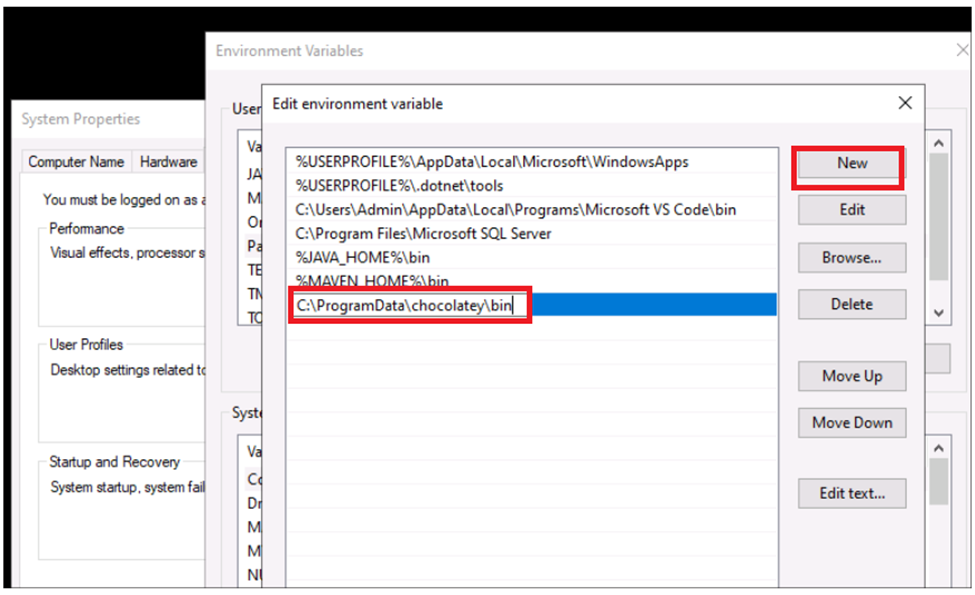 Environment Variables
System Properties
Computer Name
Hardware
You must be logged on as a
Performance
Visual effects, processor s
User Profiles
Desktop settings related to
Startup and Recovery
System startup, system fail
User
Va
JA
M
Or
Pa
TE
TO
Syst
Va
Co
Dr
M
M
NU
Edit environment variable
%USERPROFILE%\AppData\Local\Microsoft\WindowsApps
%USERPROFILE%\.dotnet\tools
C:\Users\Admin\AppData\Local\Programs\Microsoft VS Code\bin
C:\Program Files\Microsoft SQL Server
%JAVA_HOME%\bin
%MAVEN_HOME%\bin
C:\ProgramData\chocolatey\bin
New
Edit
Browse...
Delete
Move Up
Move Down
Edit text...